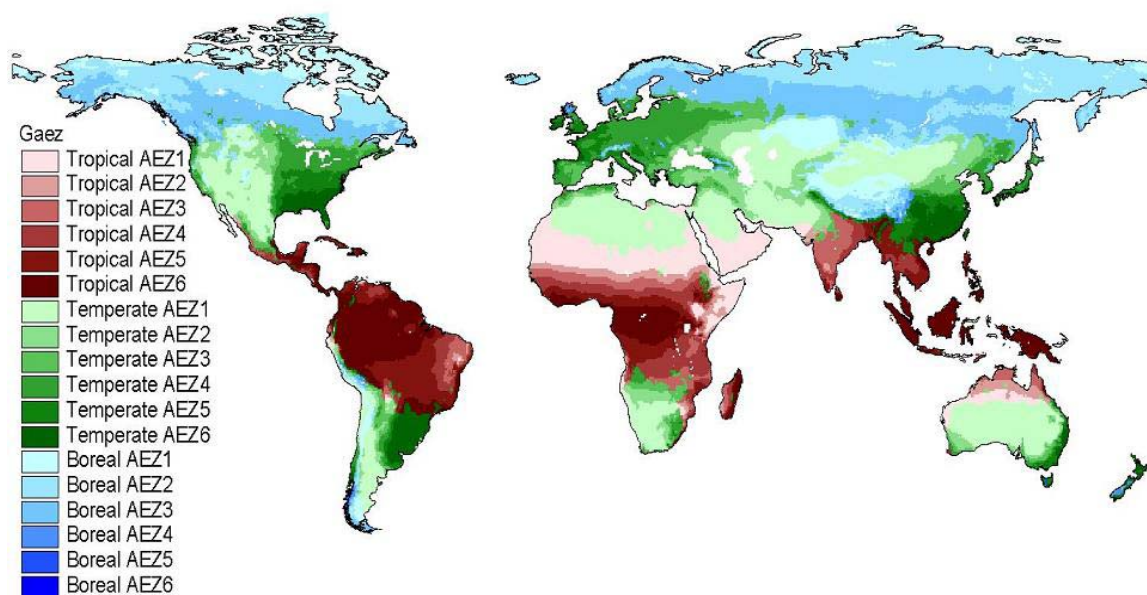 Gaez
Tropical AEZ1
Tropical AEZ2
Tropical AEZ3
Tropical AEZ4
Tropical AEZ5
Tropical AEZ6
Temperate AEZ1
Temperate AEZ2
Temperate AEZ3
Temperate AEZ4
Temperate AEZ5
Temperate AEZ6
Boreal AEZ1
Boreal AEZ2
Boreal AEZ3
Boreal AEZ4
Boreal AEZ5
Boreal AEZ6